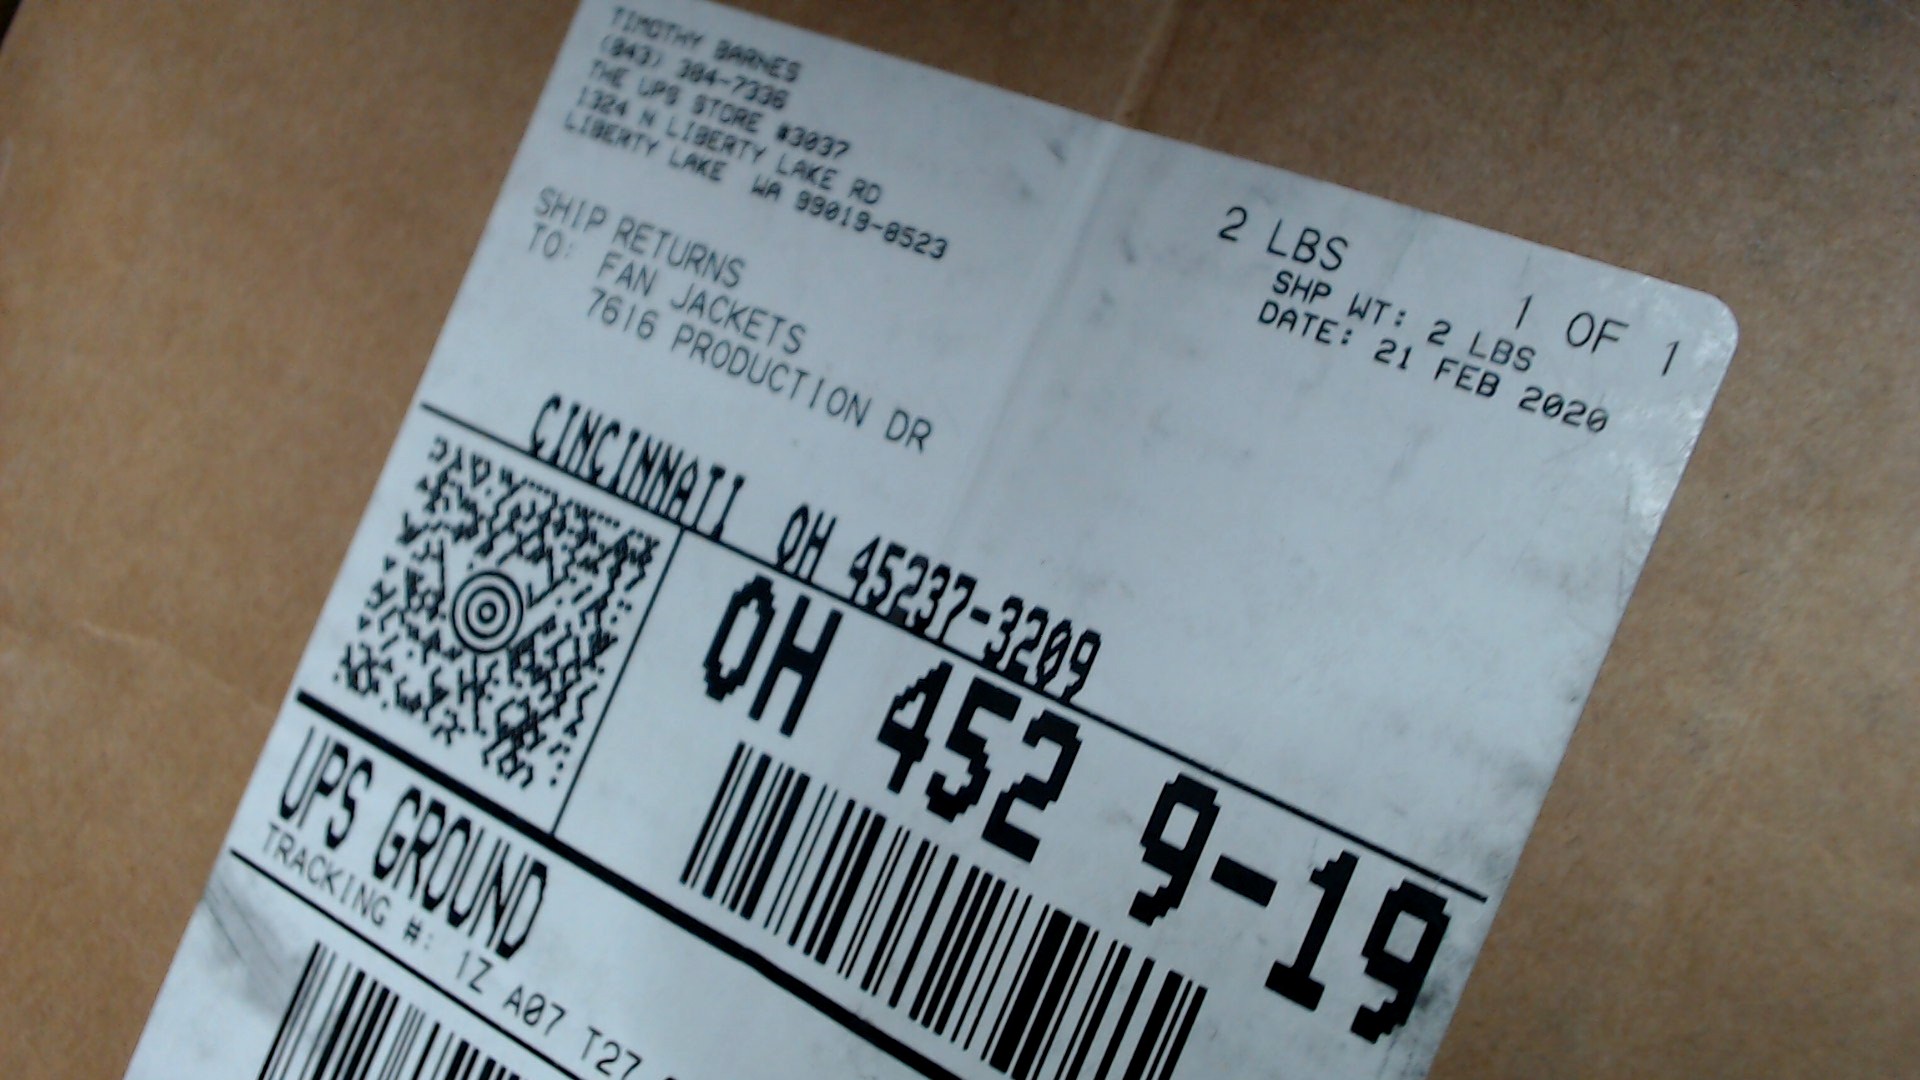 TIMOTHY BARNES
(843) 304-7336
THE UPS STORE #3037
1324 N LIBERTY LAKE RD
LIBERTY LAKE WA 99019-8523
2 LBS
1 OF 1
SHP WT: 2 LBS
DATE: 21 FEB 2020
SHIP RETURNS
TO: FAN JACKETS
7616 PRODUCTION DR
CINCINNATI OH 45237-3209
OH 452 9-19
UPS GROUND
TRACKING #: 1Z A07 T27